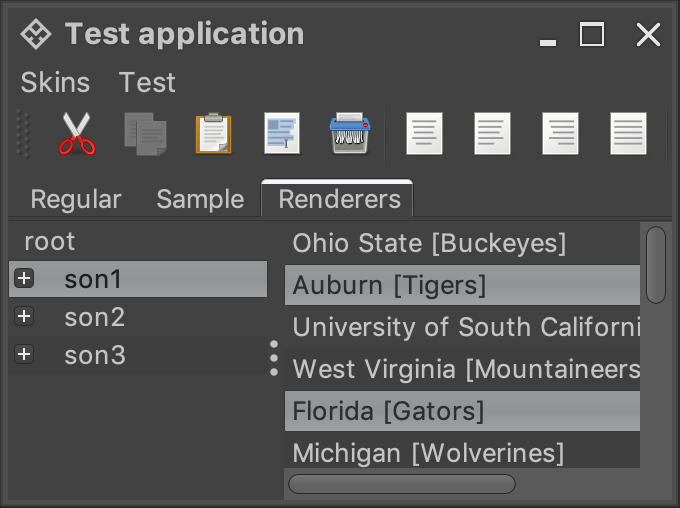 Test application
Skins Test
Regular Sample Renderers
root
son1
son2
son3
Ohio State [Buckeyes]
Auburn [Tigers]
University of South Californi
West Virginia [Mountaineers
Florida [Gators]
Michigan [Wolverines]